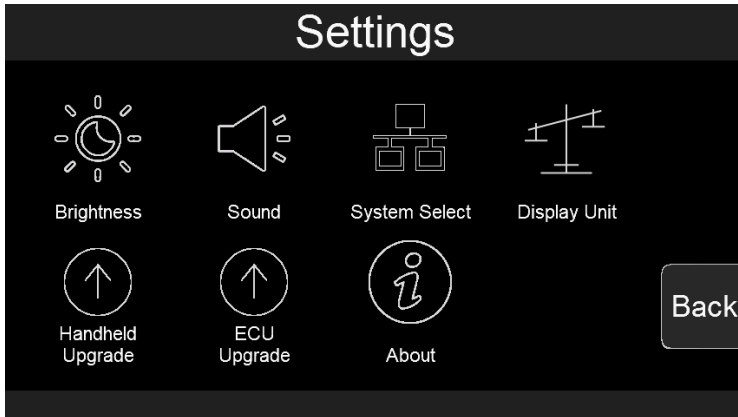 Settings
Brightness
Sound
System Select
Display Unit
Handheld
Upgrade
ECU
Upgrade
About
Back